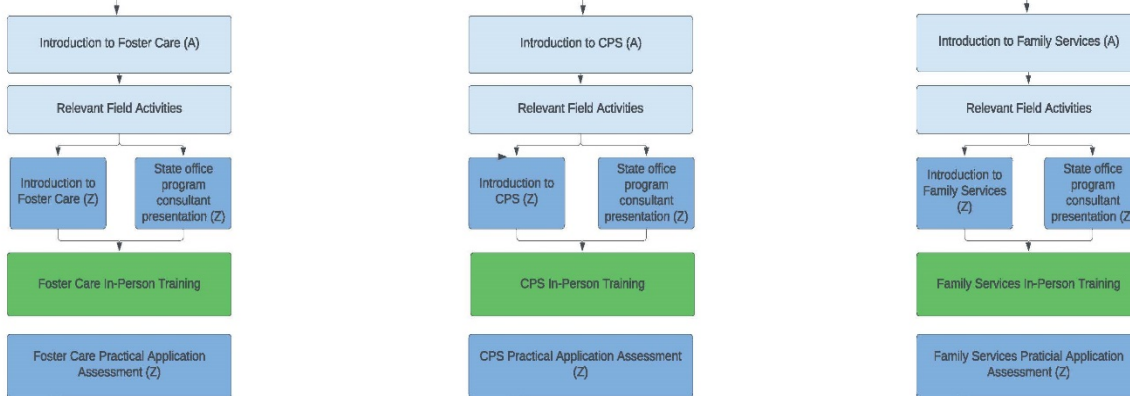 Introduction to Foster Care (A)
Relevant Field Activities
Introduction to
Foster Care (Z)
State office
program
consultant
presentation (Z)
Foster Care In-Person Training
Foster Care Practical Application
Assessment (Z)
Introduction to CPS (A)
Relevant Field Activities
Introduction to
CPS (Z)
State office
program
consultant
presentation (Z)
CPS In-Person Training
CPS Practical Application Assessment
(Z)
Introduction to Family Services (A)
Relevant Field Activities
Introduction to
Family Services
(Z)
State office
program
consultant
presentation (Z
Family Services In-Person Training
Family Services Praticial Application
Assessment (Z)